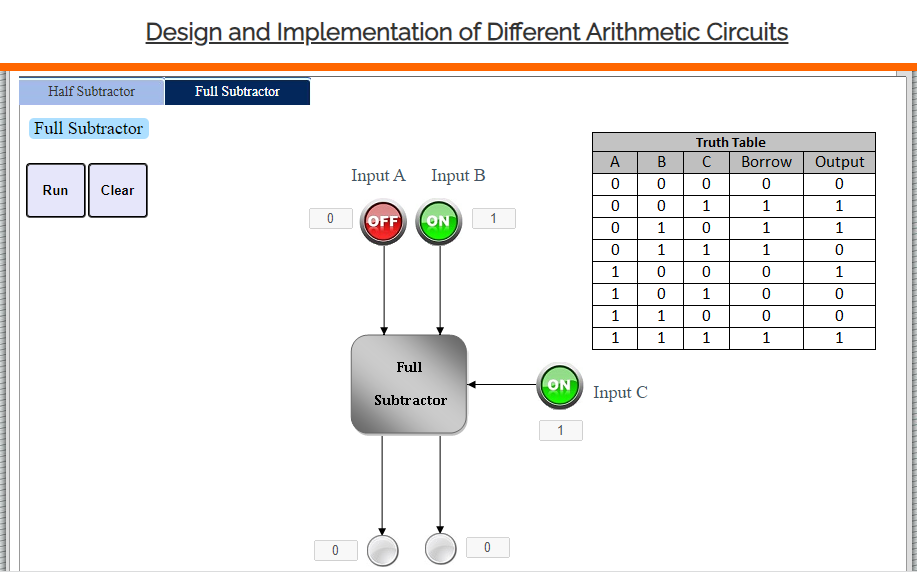 Design and Implementation of Different Arithmetic Circuits
Half Subtractor Full Subtractor
Full Subtractor
Run Clear
Input A Input B
0 OFF ON 1
Truth Table
A B C Borrow Output
0 0 0 0 0
0 0 1 1 1
0 1 0 1 1
0 1 1 1 0
1 0 0 0 1
1 0 1 0 0
1 1 0 0 0
1 1 1 1 1
Full
Subtractor
ON Input C
1
0 0